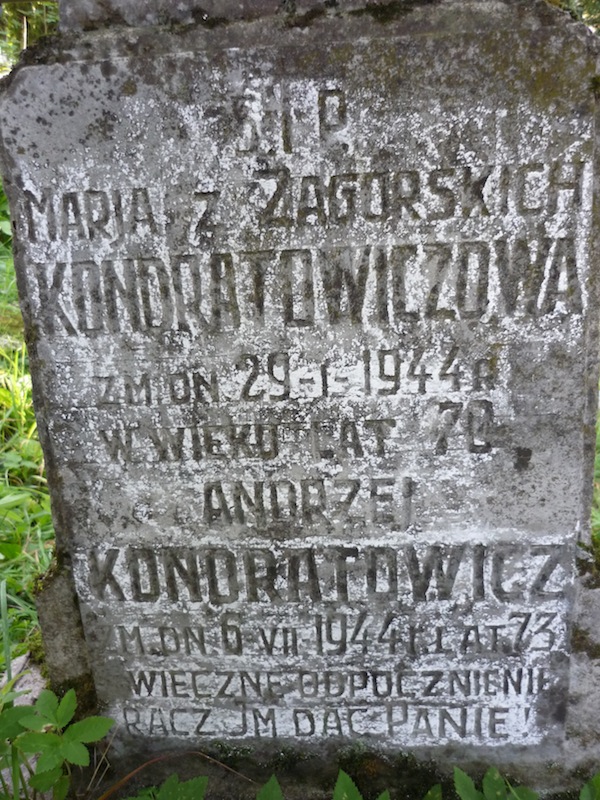 Ś†P.
MARJA z ZAGÓRSKICH
KONDRATOWICZOWA
ZM. DN. 29-I-1944 R
W WIEKU LAT 70
ANDRZEJ
KONDRATOWICZ
ZM. DN. 6-VII-1944 r. LAT 73
WIECZNE ODPOCZNIENIE
RACZ JM DAĆ PANIE!